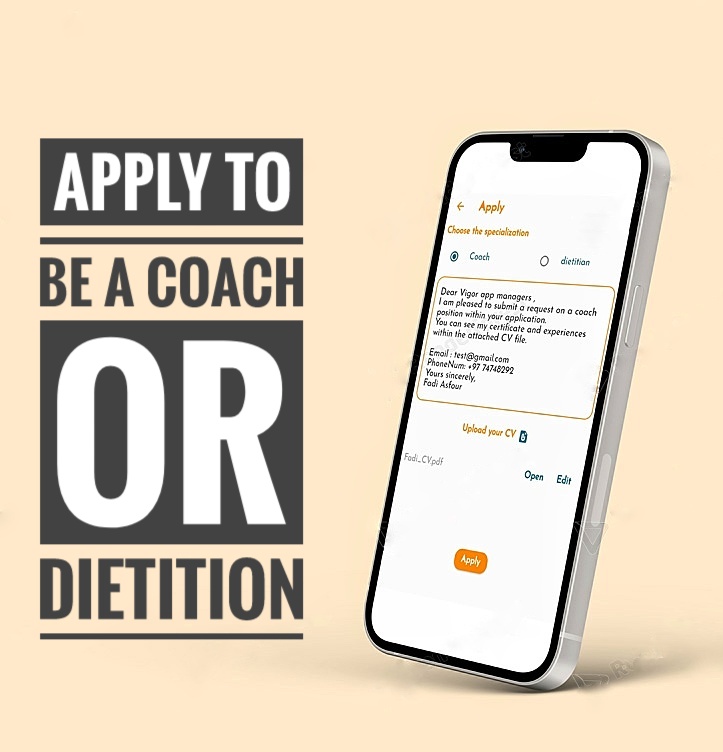 APPLY TO
BE A COACH
OR
DIETITION
Apply
Choose the specialization
Coach
dietitian
Dear Vigor app managers ,
I am pleased to submit a request on a coach
position within your application.
You can see my certificate and experiences
within the attached CV file.
Email : test@gmail.com
PhoneNum: +97 74748292
Yours sincerely,
Fadi Asfour
Upload your CV
Fadi_CV.pdf
Open Edit
Apply